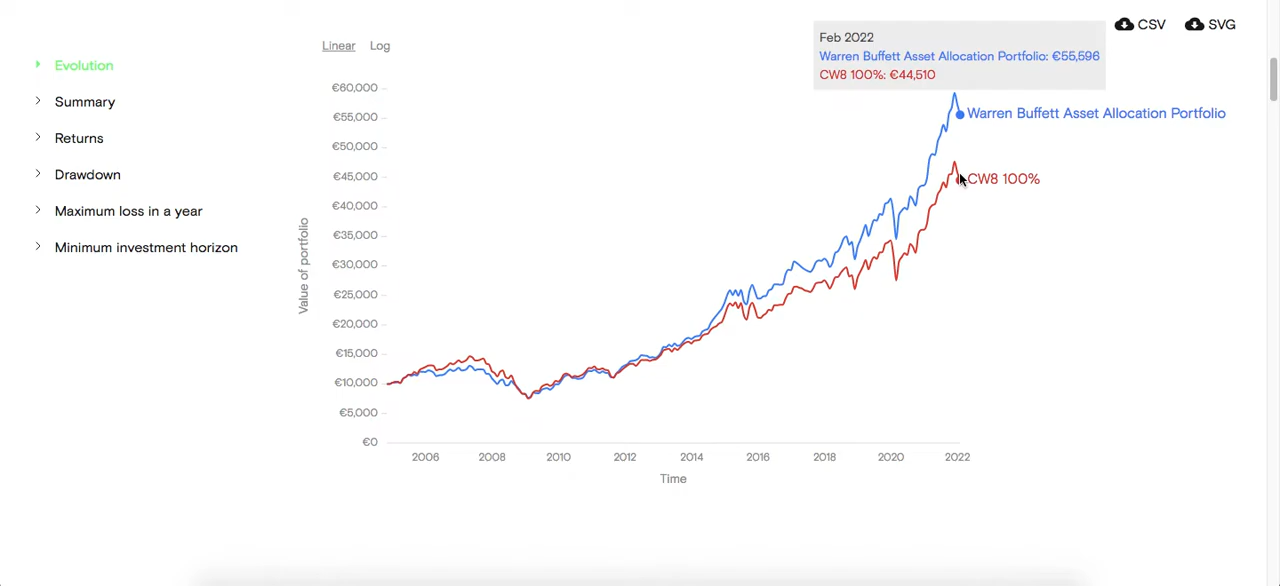 CSV SVG
Linear Log
Feb 2022
Warren Buffett Asset Allocation Portfolio: €55,596
CW8 100%: €44,510
Evolution
Summary
Returns
Drawdown
Maximum loss in a year
Minimum investment horizon
€60,000
€55,000
€50,000
€45,000
€40,000
€35,000
€30,000
€25,000
€20,000
€15,000
€10,000
€5,000
€0
Value of portfolio
Warren Buffett Asset Allocation Portfolio
CW8 100%
2006 2008 2010 2012 2014 2016 2018 2020 2022
Time